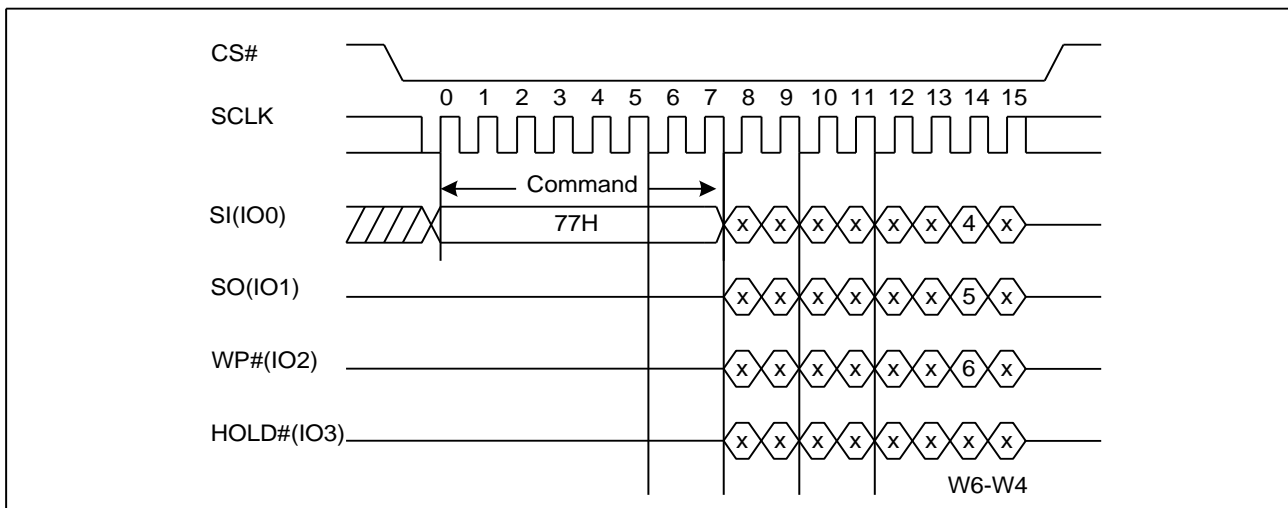 CS#
0 1 2 3 4 5 6 7 8 9 10 11 12 13 14 15
SCLK
Command
SI(IO0) 77H x x x x x x 4 x
SO(IO1) x x x x x x 5 x
WP#(IO2) x x x x x x 6 x
HOLD#(IO3) x x x x x x x x
W6-W4